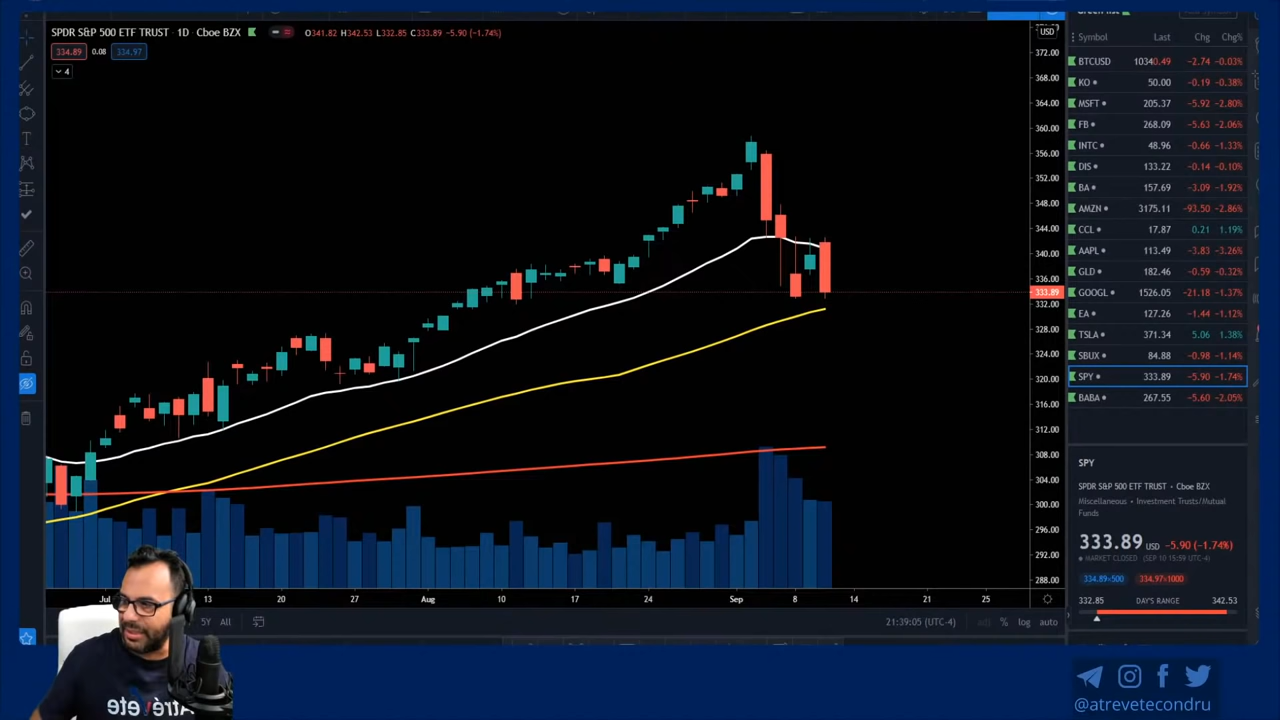 SPDR S&P 500 ETF TRUST · 1D · Cboe BZX O341.82 H342.53 L332.85 C333.89 -5.90 (-1.74%)
334.89 0.08 334.97
4
USD
372.00
368.00
364.00
360.00
356.00
352.00
348.00
344.00
340.00
336.00
333.89
332.00
328.00
324.00
320.00
316.00
312.00
308.00
304.00
300.00
296.00
292.00
288.00
Jul 13 20 27 Aug 10 17 24 Sep 8 14 21 25
5Y All 21:39:05 (UTC-4) adj % log auto
Symbol Last Chg Chg%
BTCUSD 10340.49 -2.74 -0.03%
KO 50.00 -0.19 -0.38%
MSFT 205.37 -5.92 -2.80%
FB 268.09 -5.63 -2.06%
INTC 48.96 -0.66 -1.33%
DIS 133.22 -0.14 -0.10%
BA 157.69 -3.09 -1.92%
AMZN 3175.11 -93.50 -2.86%
CCL 17.87 0.21 1.19%
AAPL 113.49 -3.83 -3.26%
GLD 182.46 -0.59 -0.32%
GOOGL 1526.05 -21.18 -1.37%
EA 127.26 -1.44 -1.12%
TSLA 371.34 5.06 1.38%
SBUX 84.88 -0.98 -1.14%
SPY 333.89 -5.90 -1.74%
BABA 267.55 -5.60 -2.05%
SPY
SPDR S&P 500 ETF TRUST • Cboe BZX
Miscellaneous • Investment Trusts/Mutual
Funds
333.89 USD -5.90 (-1.74%)
MARKET CLOSED (SEP 10 15:59 UTC-4)
334.89×500 334.97×1000
332.85 DAY'S RANGE 342.53
Atrévete
@atrevetecondru